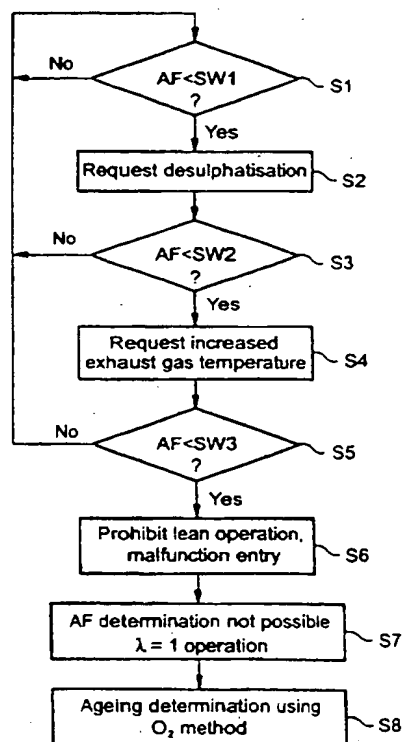 AF<SW1
?
S1
No
Yes
Request desulphatisation
S2
AF<SW2
?
S3
No
Yes
Request increased
exhaust gas temperature
S4
AF<SW3
?
S5
No
Yes
Prohibit lean operation,
malfunction entry
S6
AF determination not possible
λ = 1 operation
S7
Ageing determination using
O₂ method
S8